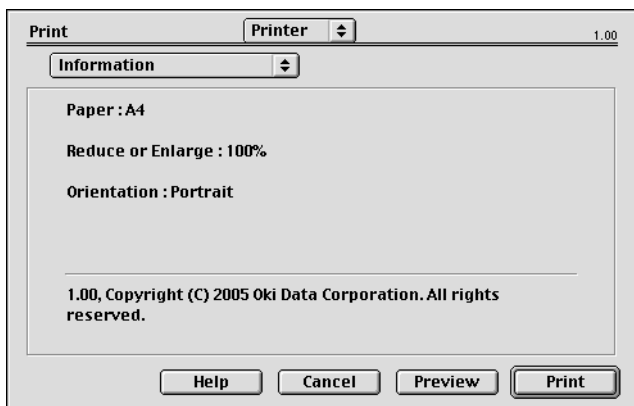 Print
Printer
1.00
Information
Paper : A4
Reduce or Enlarge : 100%
Orientation : Portrait
1.00, Copyright (C) 2005 Oki Data Corporation. All rights
reserved.
Help
Cancel
Preview
Print